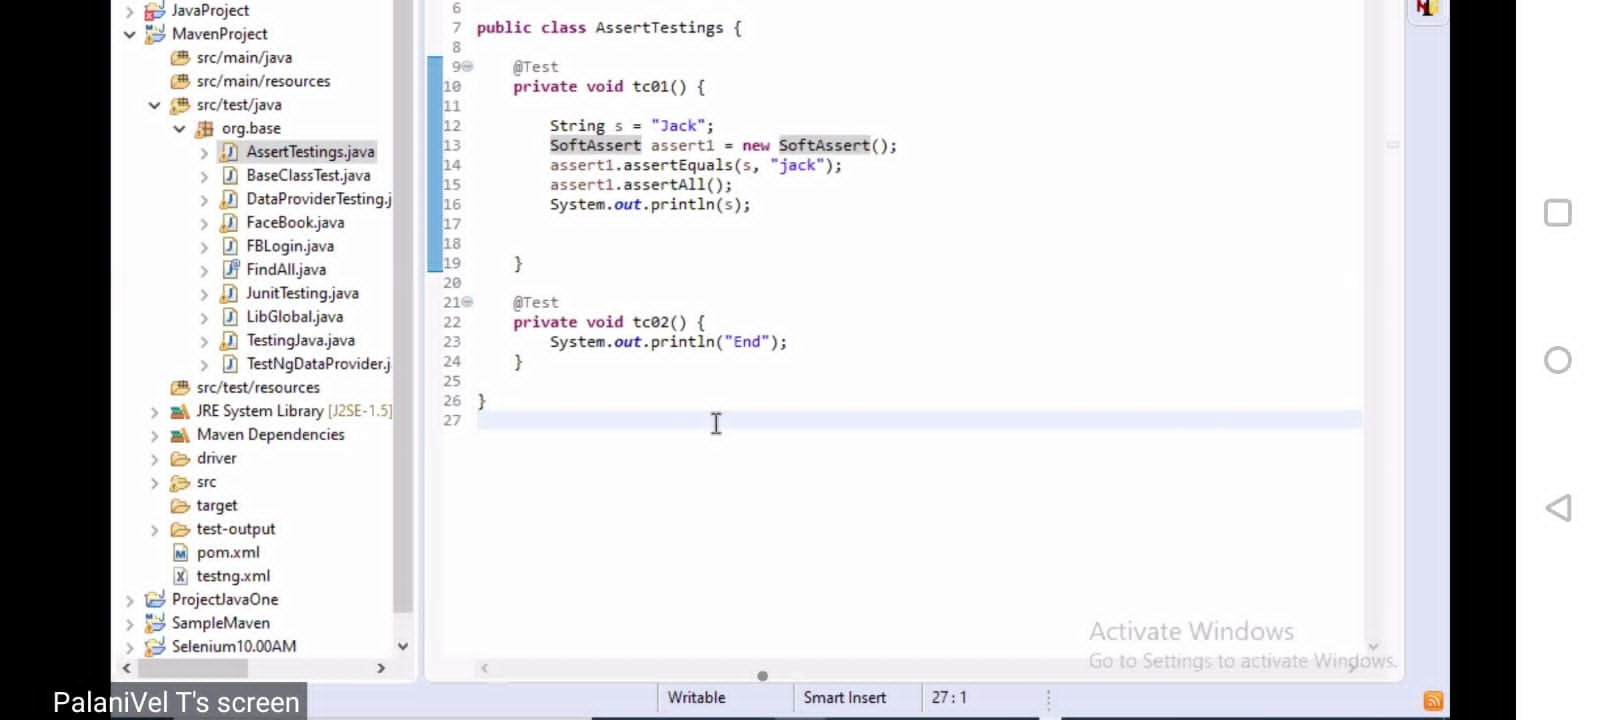 JavaProject
MavenProject
src/main/java
src/main/resources
src/test/java
org.base
AssertTestings.java
BaseClassTest.java
DataProviderTesting.j
FaceBook.java
FBLogin.java
FindAll.java
JunitTesting.java
LibGlobal.java
TestingJava.java
TestNgDataProvider.j
src/test/resources
JRE System Library [J2SE-1.5]
Maven Dependencies
driver
src
target
test-output
pom.xml
testng.xml
ProjectJavaOne
SampleMaven
Selenium10.00AM
6
7 public class AssertTestings {
8
9 @Test
10 private void tc01() {
11
12 String s = "Jack";
13 SoftAssert assert1 = new SoftAssert();
14 assert1.assertEquals(s, "jack");
15 assert1.assertAll();
16 System.out.println(s);
17
18
19 }
20
21 @Test
22 private void tc02() {
23 System.out.println("End");
24 }
25
26 }
27
Activate Windows
Go to Settings to activate Windows.
Writable Smart Insert 27 : 1
PalaniVel T's screen